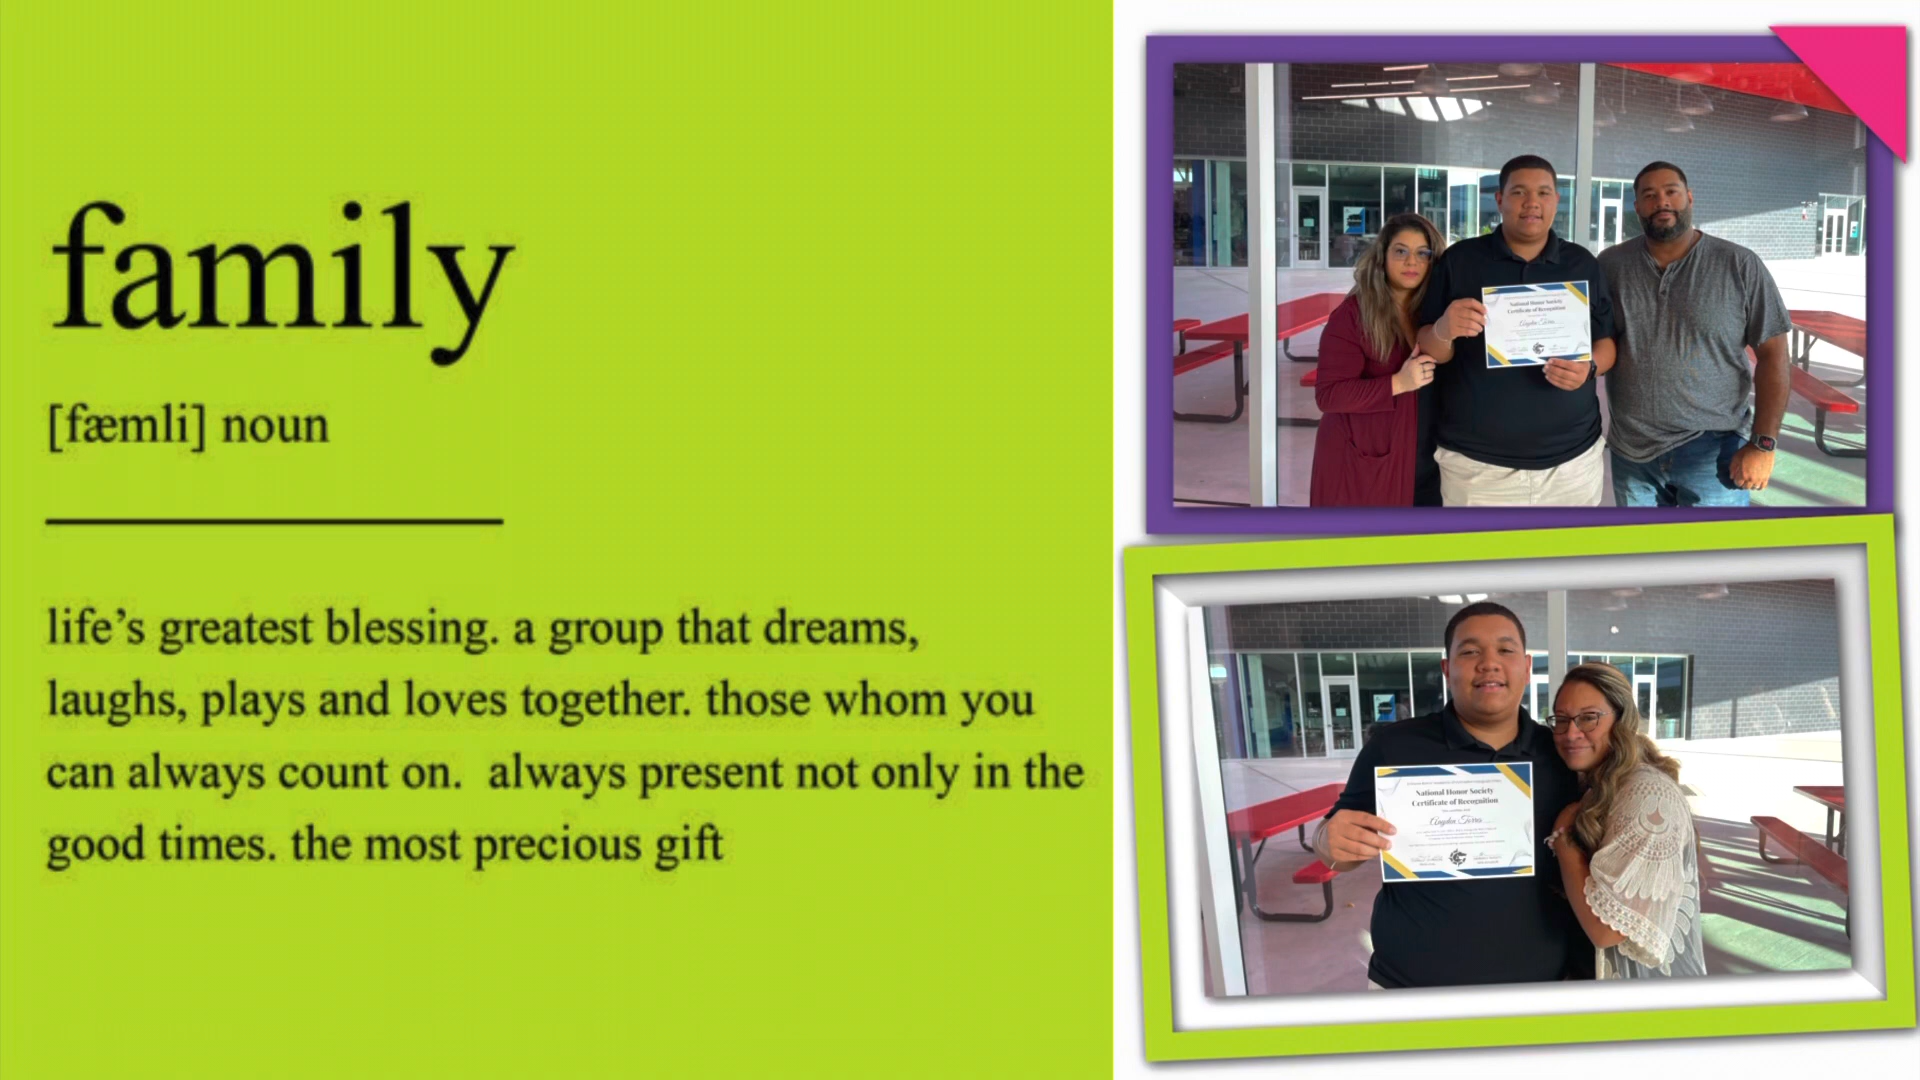 family
[fæmli] noun
life’s greatest blessing. a group that dreams,
laughs, plays and loves together. those whom you
can always count on.  always present not only in the
good times. the most precious gift
National Honor Society
Certificate of Recognition
National Honor Society
Certificate of Recognition